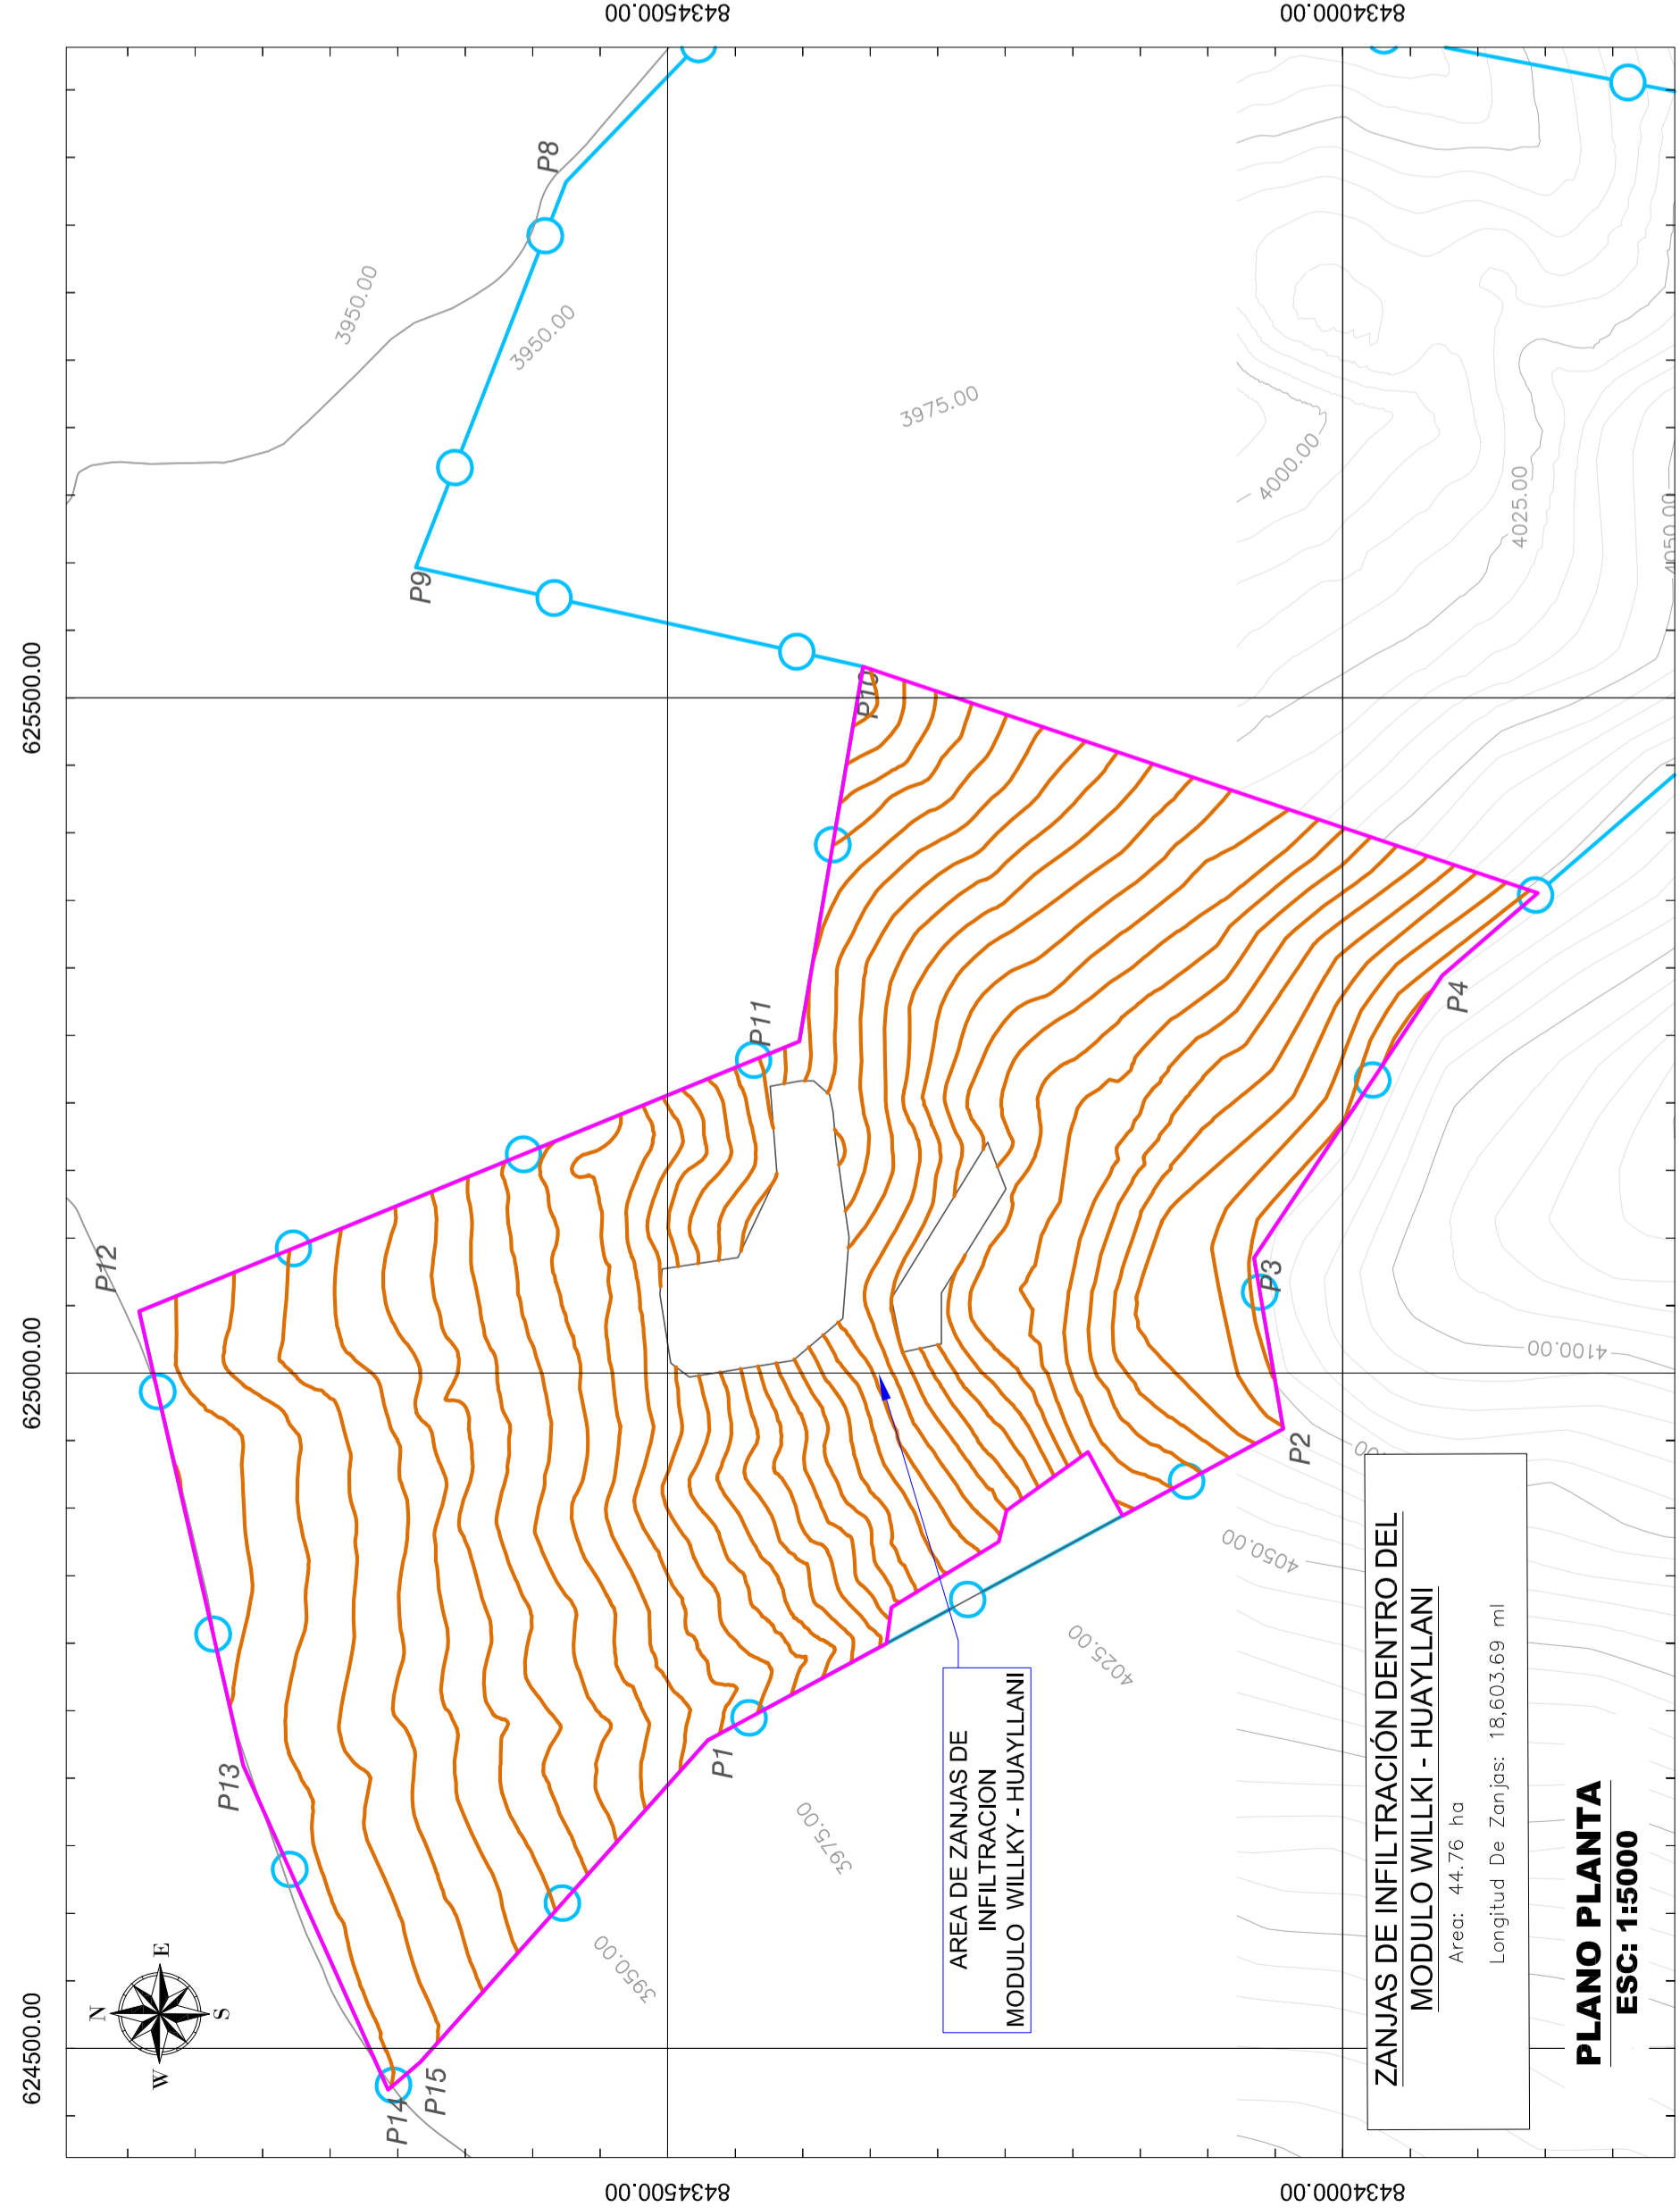 8434500.00
8434000.00
P8
3950.00
3950.00
3975.00
4000.00
4025.00
4050.00
P9
62500.00
62500.00
62500.00
P10
P11
P4
P12
P3
4100.00
P2
00
4050.00
4025.00
P13
P1
3975.00
3950.00
N
E
S
W
P14
P15
AREA DE ZANJAS DE
INFILTRACION
MODULO WILLKY - HUAYLLANI
ZANJAS DE INFILTRACIÓN DENTRO DEL
MODULO WILLKI - HUAYLLANI
Area: 44.76 ha
Longitud De Zanjas: 18,603.69 ml
PLANO PLANTA
ESC: 1:5000
8434500.00
8434000.00